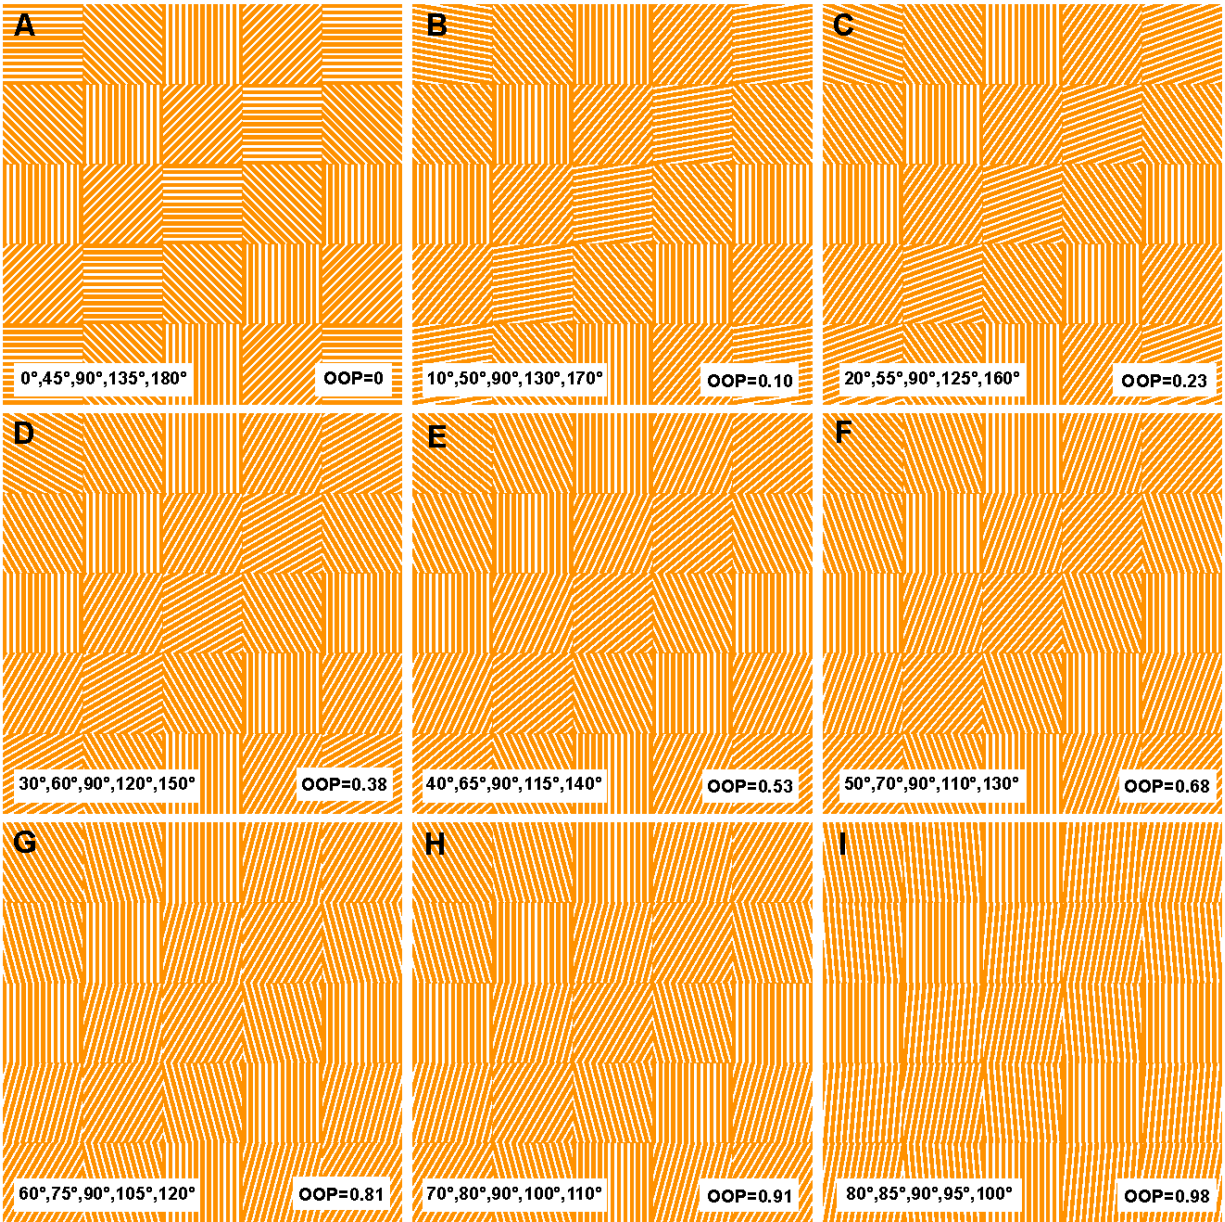 A
B
C
0°,45°,90°,135°,180°
OOP=0
10°,50°,90°,130°,170°
OOP=0.10
20°,55°,90°,125°,160°
OOP=0.23
D
E
F
30°,60°,90°,120°,150°
OOP=0.38
40°,65°,90°,115°,140°
OOP=0.53
50°,70°,90°,110°,130°
OOP=0.68
G
H
I
60°,75°,90°,105°,120°
OOP=0.81
70°,80°,90°,100°,110°
OOP=0.91
80°,85°,90°,95°,100°
OOP=0.98